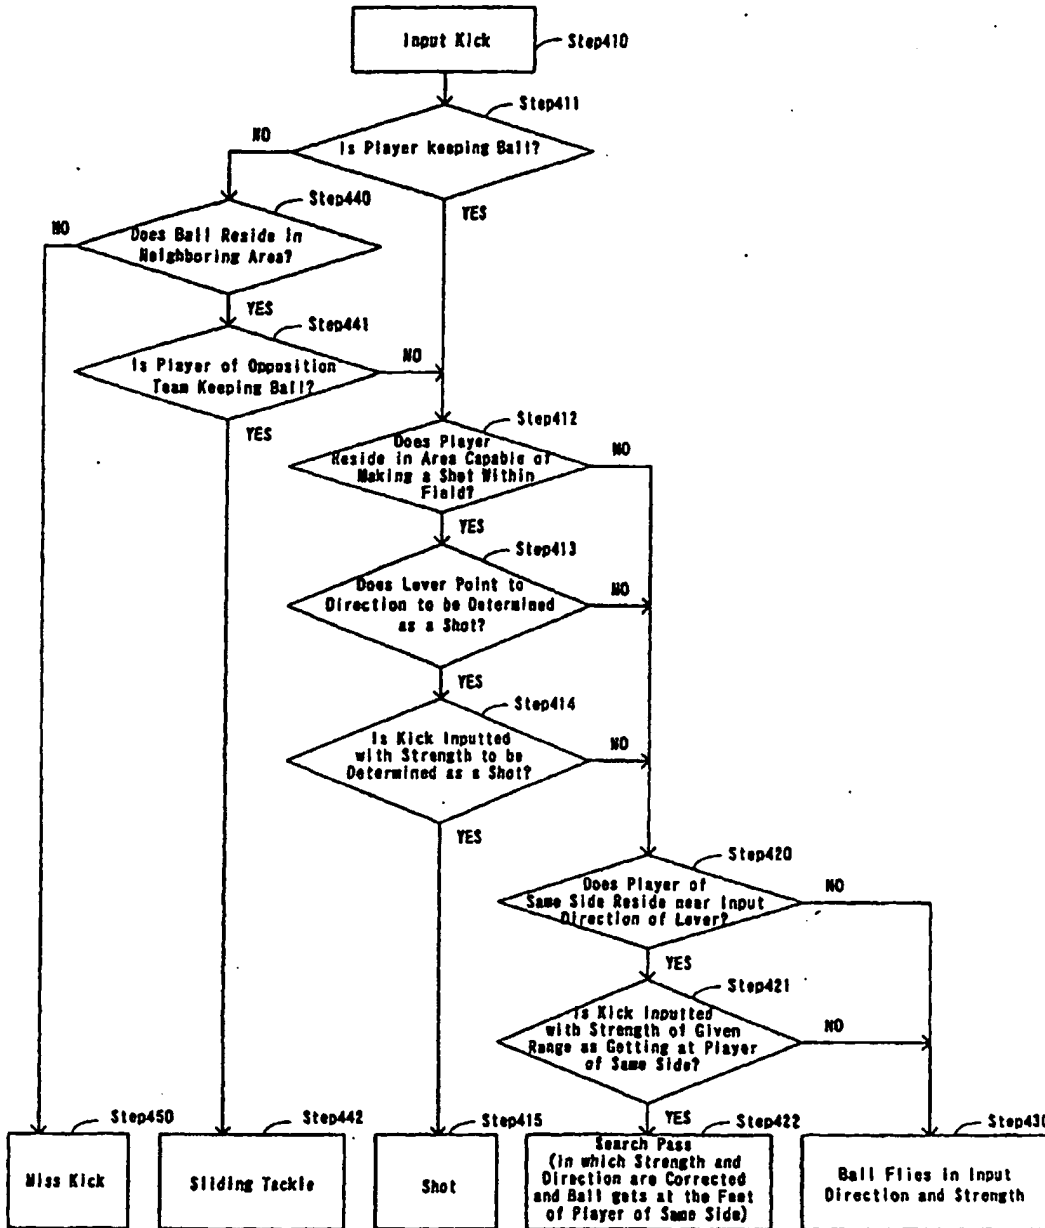 Input Kick
Step410
Step411
Is Player keeping Ball?
NO
YES
Step440
Does Ball Reside in
Neighboring Area?
NO
YES
Step441
Is Player of Opposition
Team Keeping Ball?
NO
YES
Step412
Does Player
Reside in Area Capable of
Making a Shot Within
Field?
NO
YES
Step413
Does Lever Point to
Direction to be Determined
as a Shot?
NO
YES
Step414
Is Kick Inputted
with Strength to be
Determined as a Shot?
NO
YES
Step420
Does Player of
Same Side Reside near Input
Direction of Lever?
NO
YES
Step421
Is Kick Inputted
with Strength of Given
Range as Getting at Player
of Same Side?
NO
YES
Step450
Miss Kick
Step442
Sliding Tackle
Step415
Shot
Step422
Search Pass
(in which Strength and
Direction are Corrected
and Ball gets at the Feet
of Player of Same Side)
Step430
Ball Flies in Input
Direction and Strength